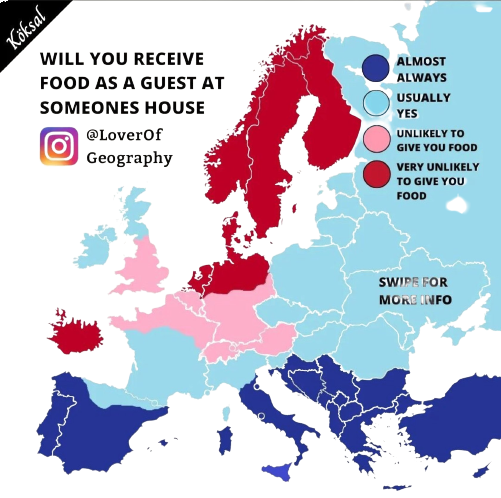 Köksal
WILL YOU RECEIVE
FOOD AS A GUEST AT
SOMEONES HOUSE
@LoverOf
Geography
ALMOST
ALWAYS
USUALLY
YES
UNLIKELY TO
GIVE YOU FOOD
VERY UNLIKELY
TO GIVE YOU
FOOD
SWIPE FOR
MORE INFO